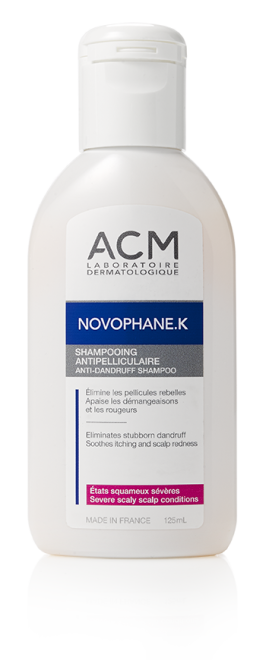 ACM
LABORATOIRE
DERMATOLOGIQUE
NOVOPHANE.K
SHAMPOOING
ANTIPELLICULAIRE
ANTI-DANDRUFF SHAMPOO
Élimine les pellicules rebelles
Apaise les démangeaisons
et les rougeurs
Eliminates stubborn dandruff
Soothes itching and scalp redness
États squameux sévères
Severe scaly scalp conditions
MADE IN FRANCE 125mL